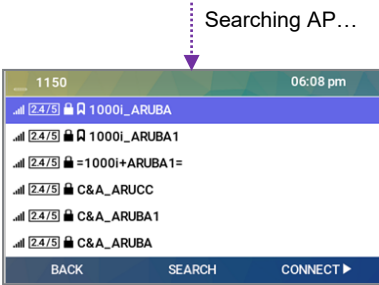 Searching AP…
1150 06:08 pm
2.4/5 1000i_ARUBA
2.4/5 1000i_ARUBA1
2.4/5 =1000i+ARUBA1=
2.4/5 C&A_ARUCC
2.4/5 C&A_ARUBA1
2.4/5 C&A_ARUBA
BACK SEARCH CONNECT▶